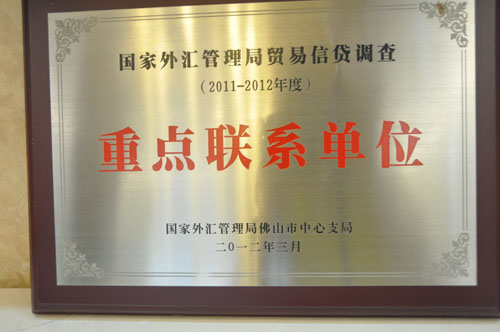 国家外汇管理局贸易信贷调查
(2011-2012年度)
重点联系单位
国家外汇管理局佛山市中心支局
二〇一二年三月